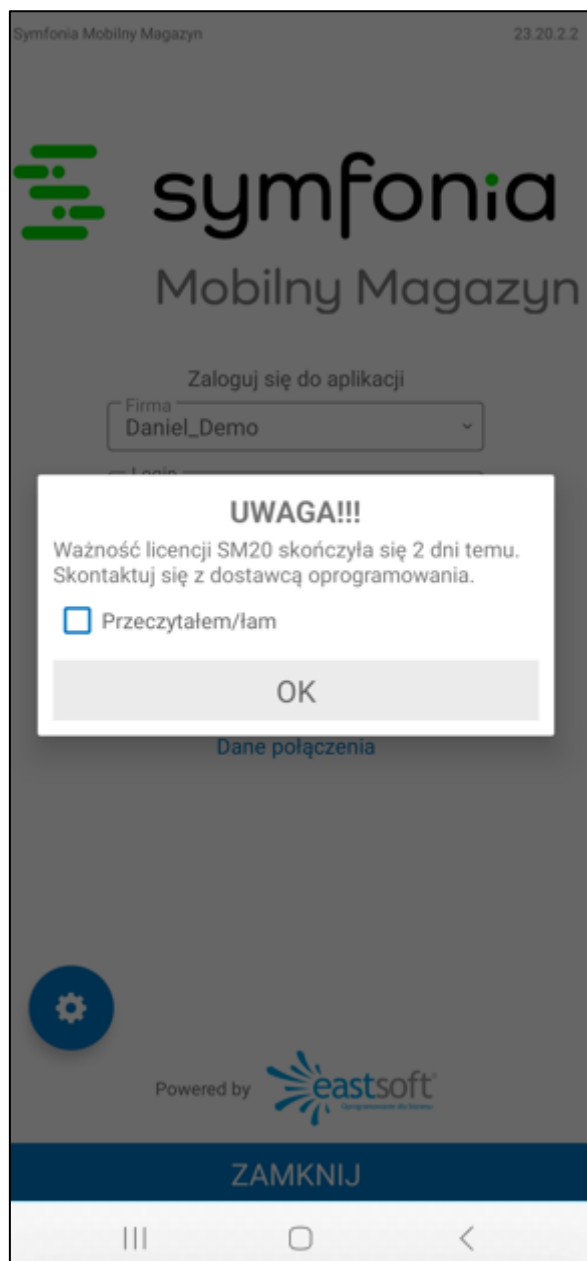 Symfonia Mobilny Magazyn 23.20.2.2
symfonia
Mobilny Magazyn
Zaloguj się do aplikacji
Firma
Daniel_Demo
Login
UWAGA!!!
Ważność licencji SM20 skończyła się 2 dni temu.
Skontaktuj się z dostawcą oprogramowania.
Przeczytałem/łam
OK
Dane połączenia
Powered by eastsoft
ZAMKNIJ